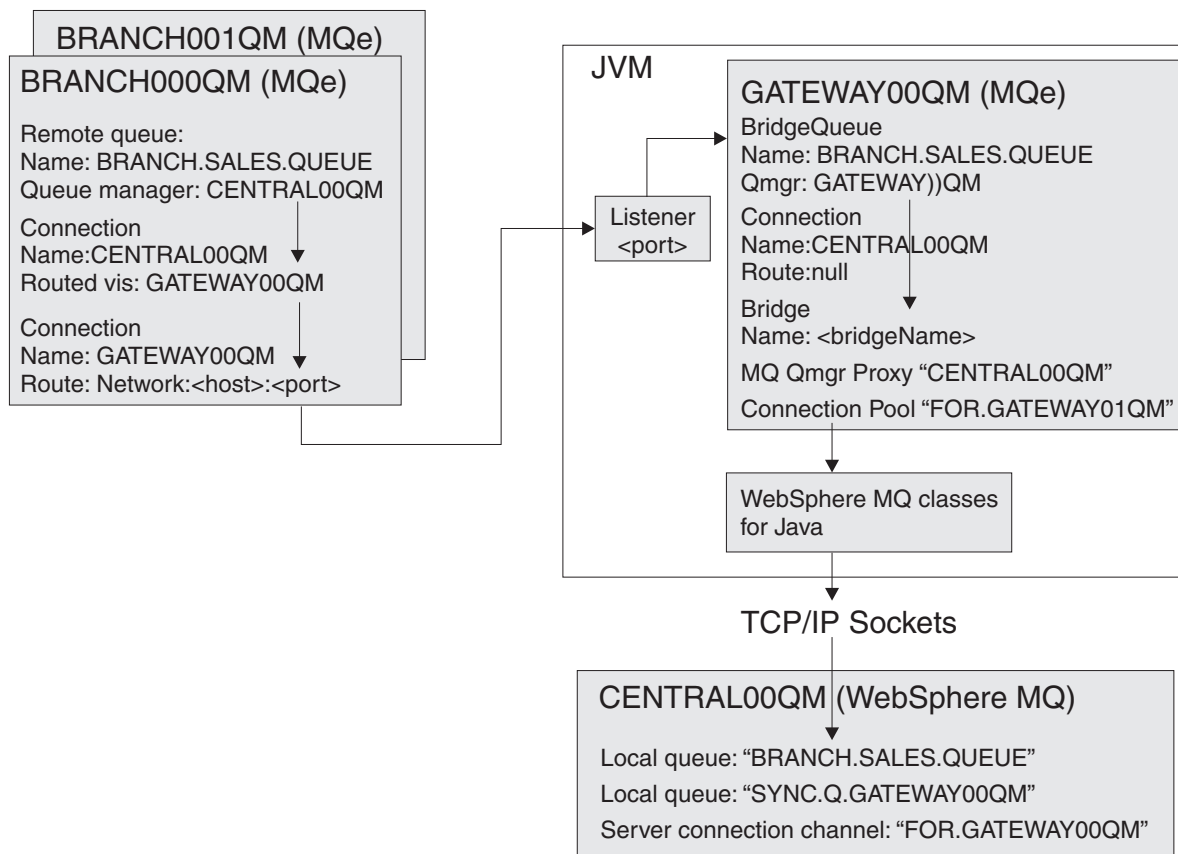 BRANCH001QM (MQe)
BRANCH000QM (MQe)
Remote queue:
Name: BRANCH.SALES.QUEUE
Queue manager: CENTRAL00QM
Connection
Name:CENTRAL00QM
Routed vis: GATEWAY00QM
Connection
Name: GATEWAY00QM
Route: Network:<host>:<port>
JVM
Listener
<port>
GATEWAY00QM (MQe)
BridgeQueue
Name: BRANCH.SALES.QUEUE
Qmgr: GATEWAY))QM
Connection
Name:CENTRAL00QM
Route:null
Bridge
Name: <bridgeName>
MQ Qmgr Proxy “CENTRAL00QM”
Connection Pool “FOR.GATEWAY01QM”
WebSphere MQ classes
for Java
TCP/IP Sockets
CENTRAL00QM (WebSphere MQ)
Local queue: “BRANCH.SALES.QUEUE”
Local queue: “SYNC.Q.GATEWAY00QM”
Server connection channel: “FOR.GATEWAY00QM”